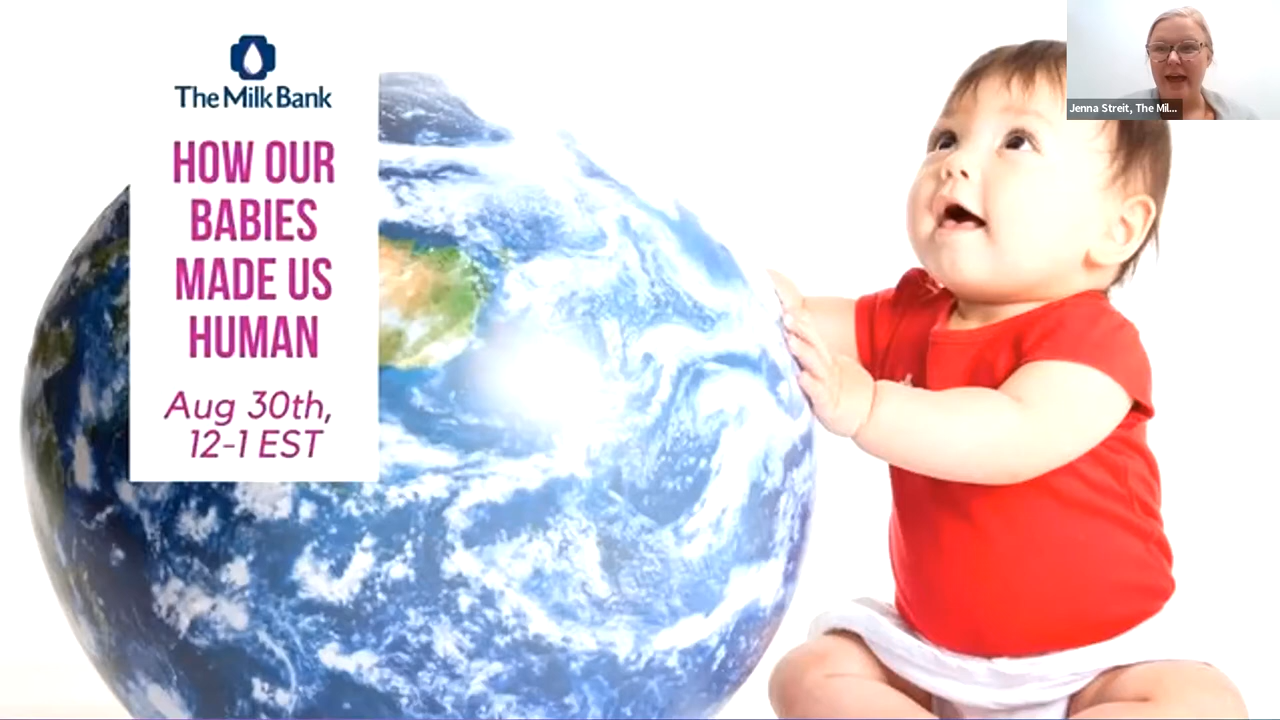 The Milk Bank
HOW OUR
BABIES
MADE US
HUMAN
Aug 30th,
12-1 EST
Jenna Streit, The Mil...